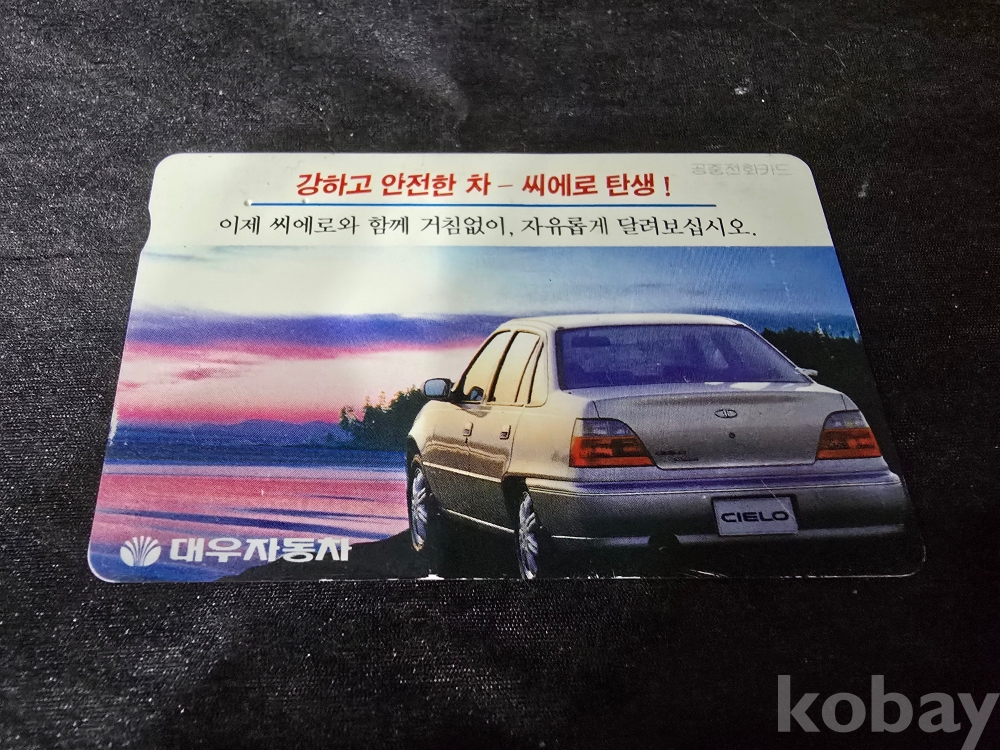 공중전화카드
강하고 안전한 차 - 씨에로 탄생 !
이제 씨에로와 함께 거침없이, 자유롭게 달려보십시오.
CIELO
대우자동차
kobay